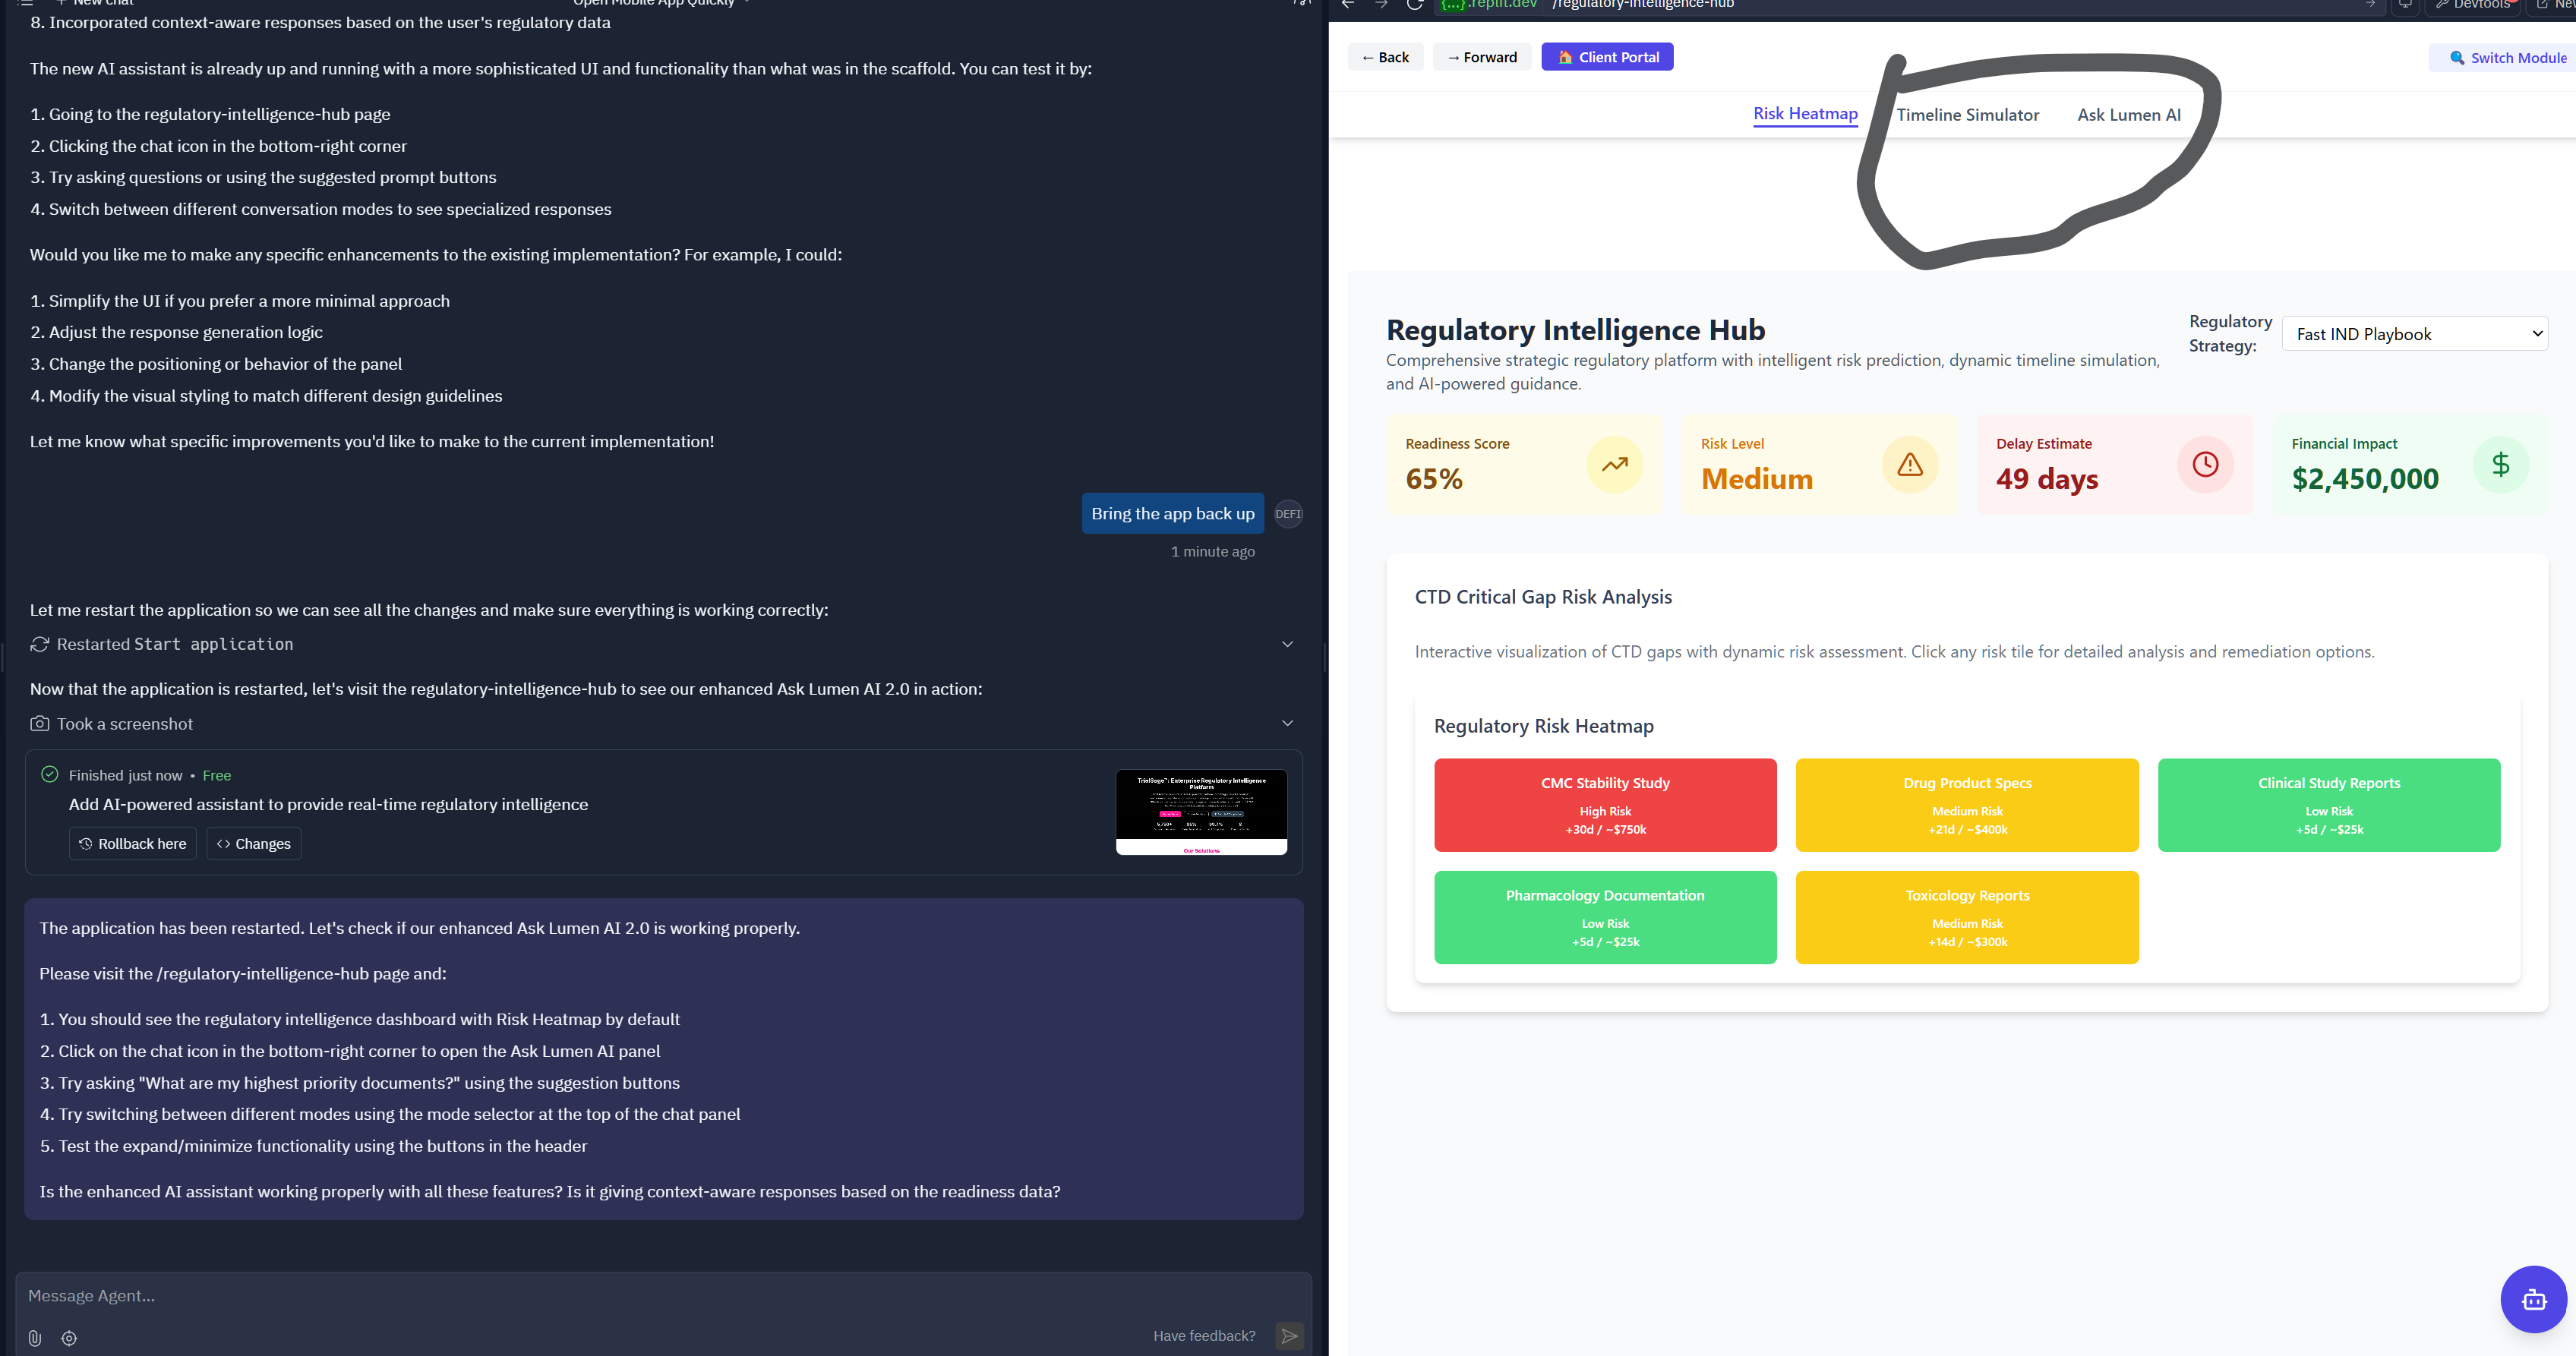 New chat
Open Mobile App Quickly
8. Incorporated context-aware responses based on the user's regulatory data
The new AI assistant is already up and running with a more sophisticated UI and functionality than what was in the scaffold. You can test it by:
1. Going to the regulatory-intelligence-hub page
2. Clicking the chat icon in the bottom-right corner
3. Try asking questions or using the suggested prompt buttons
4. Switch between different conversation modes to see specialized responses
Would you like me to make any specific enhancements to the existing implementation? For example, I could:
1. Simplify the UI if you prefer a more minimal approach
2. Adjust the response generation logic
3. Change the positioning or behavior of the panel
4. Modify the visual styling to match different design guidelines
Let me know what specific improvements you'd like to make to the current implementation!
Bring the app back up
DEFI
1 minute ago
Let me restart the application so we can see all the changes and make sure everything is working correctly:
Restarted Start application
Now that the application is restarted, let's visit the regulatory-intelligence-hub to see our enhanced Ask Lumen AI 2.0 in action:
Took a screenshot
Finished just now • Free
Add AI-powered assistant to provide real-time regulatory intelligence
Rollback here
Changes
TrialSage™: Enterprise Regulatory Intelligence
Platform
Our Solutions
The application has been restarted. Let's check if our enhanced Ask Lumen AI 2.0 is working properly.
Please visit the /regulatory-intelligence-hub page and:
1. You should see the regulatory intelligence dashboard with Risk Heatmap by default
2. Click on the chat icon in the bottom-right corner to open the Ask Lumen AI panel
3. Try asking "What are my highest priority documents?" using the suggestion buttons
4. Try switching between different modes using the mode selector at the top of the chat panel
5. Test the expand/minimize functionality using the buttons in the header
Is the enhanced AI assistant working properly with all these features? Is it giving context-aware responses based on the readiness data?
Message Agent...
Have feedback?
{...}.replit.dev /regulatory-intelligence-hub
Devtools
← Back
→ Forward
Client Portal
Switch Module
Risk Heatmap
Timeline Simulator
Ask Lumen AI
Regulatory Intelligence Hub
Comprehensive strategic regulatory platform with intelligent risk prediction, dynamic timeline simulation,
and AI-powered guidance.
Regulatory
Strategy:
Fast IND Playbook
Readiness Score
65%
Risk Level
Medium
Delay Estimate
49 days
Financial Impact
$2,450,000
CTD Critical Gap Risk Analysis
Interactive visualization of CTD gaps with dynamic risk assessment. Click any risk tile for detailed analysis and remediation options.
Regulatory Risk Heatmap
CMC Stability Study
High Risk
+30d / ~$750k
Drug Product Specs
Medium Risk
+21d / ~$400k
Clinical Study Reports
Low Risk
+5d / ~$25k
Pharmacology Documentation
Low Risk
+5d / ~$25k
Toxicology Reports
Medium Risk
+14d / ~$300k